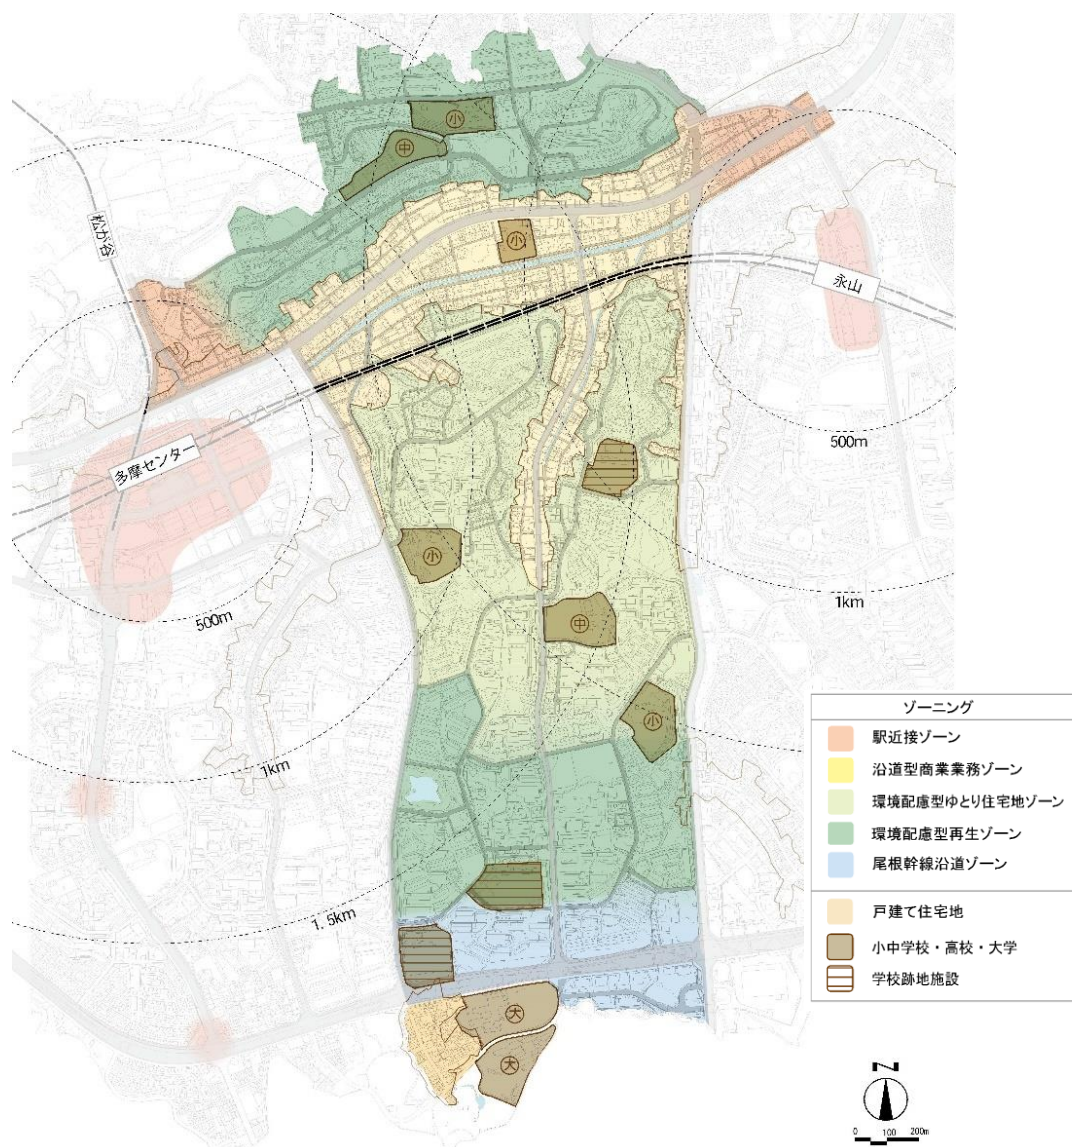 小
中
松が谷
小
永山
500m
多摩センター
小
1km
500m
中
小
ゾーニング
駅近接ゾーン
沿道型商業業務ゾーン
環境配慮型ゆとり住宅地ゾーン
環境配慮型再生ゾーン
尾根幹線沿道ゾーン
戸建て住宅地
小中学校・高校・大学
学校跡地施設
1km
1.5km
大
大
N
0 100 200m